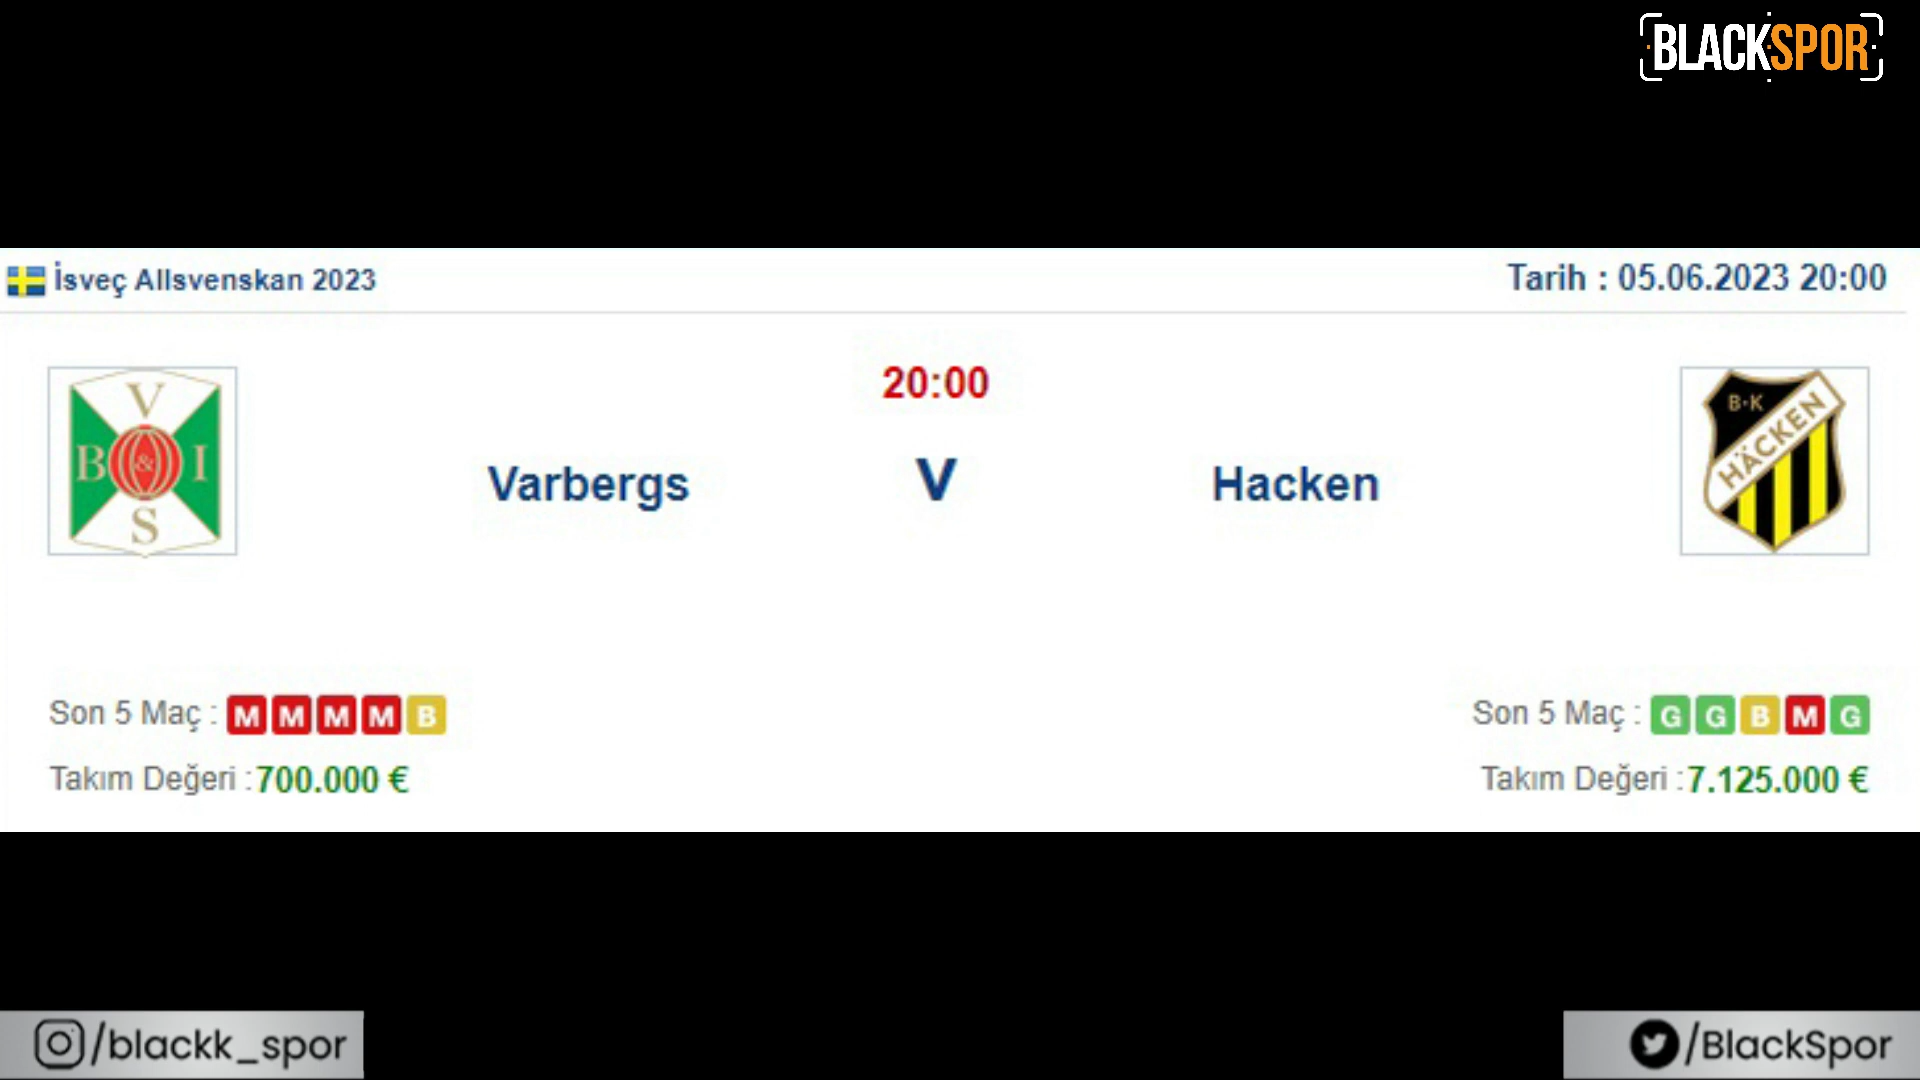 BLACKSPOR
İsveç Allsvenskan 2023
Tarih : 05.06.2023 20:00
V
B & I
S
20:00
Varbergs
V
Hacken
B·K
HÄCKEN
Son 5 Maç : M M M M B
Takım Değeri : 700.000 €
Son 5 Maç : G G B M G
Takım Değeri : 7.125.000 €
/blackk_spor
/BlackSpor